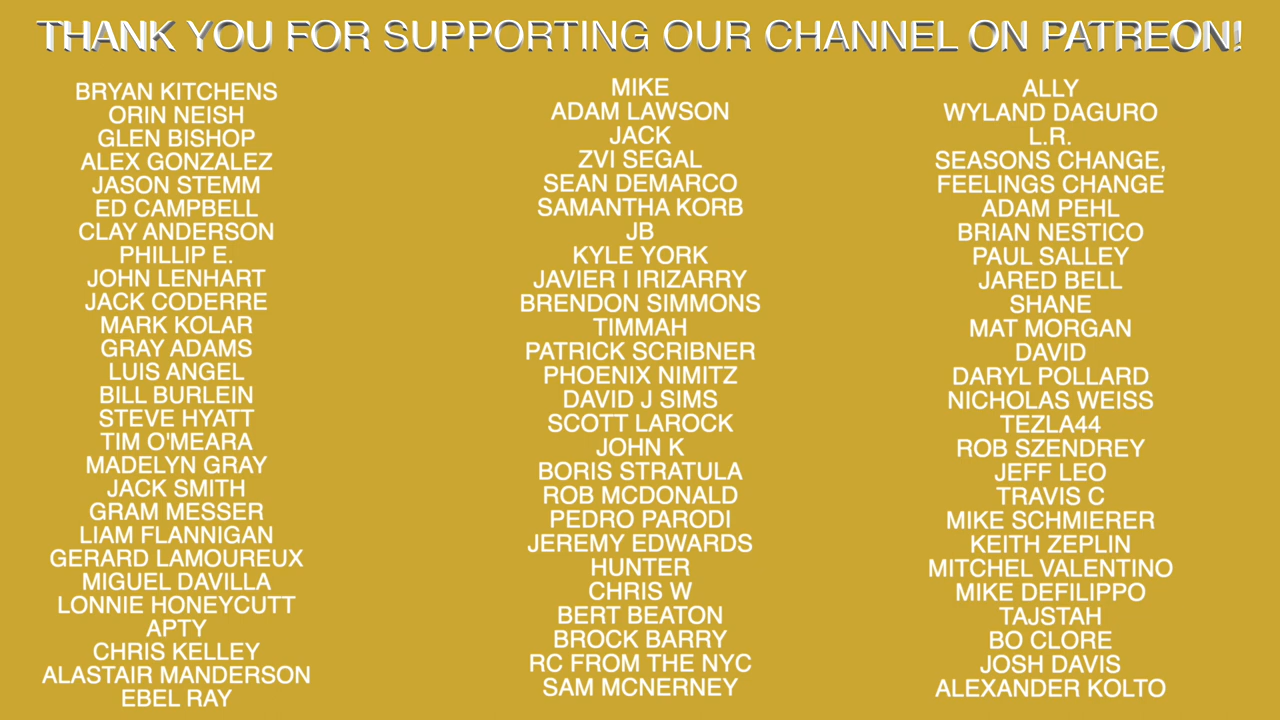 THANK YOU FOR SUPPORTING OUR CHANNEL ON PATREON!
BRYAN KITCHENS
ORIN NEISH
GLEN BISHOP
ALEX GONZALEZ
JASON STEMM
ED CAMPBELL
CLAY ANDERSON
PHILLIP E.
JOHN LENHART
JACK CODERRE
MARK KOLAR
GRAY ADAMS
LUIS ANGEL
BILL BURLEIN
STEVE HYATT
TIM O'MEARA
MADELYN GRAY
JACK SMITH
GRAM MESSER
LIAM FLANNIGAN
GERARD LAMOUREUX
MIGUEL DAVILLA
LONNIE HONEYCUTT
APTY
CHRIS KELLEY
ALASTAIR MANDERSON
EBEL RAY
MIKE
ADAM LAWSON
JACK
ZVI SEGAL
SEAN DEMARCO
SAMANTHA KORB
JB
KYLE YORK
JAVIER I IRIZARRY
BRENDON SIMMONS
TIMMAH
PATRICK SCRIBNER
PHOENIX NIMITZ
DAVID J SIMS
SCOTT LAROCK
JOHN K
BORIS STRATULA
ROB MCDONALD
PEDRO PARODI
JEREMY EDWARDS
HUNTER
CHRIS W
BERT BEATON
BROCK BARRY
RC FROM THE NYC
SAM MCNERNEY
ALLY
WYLAND DAGURO
L.R.
SEASONS CHANGE,
FEELINGS CHANGE
ADAM PEHL
BRIAN NESTICO
PAUL SALLEY
JARED BELL
SHANE
MAT MORGAN
DAVID
DARYL POLLARD
NICHOLAS WEISS
TEZLA44
ROB SZENDREY
JEFF LEO
TRAVIS C
MIKE SCHMIERER
KEITH ZEPLIN
MITCHEL VALENTINO
MIKE DEFILIPPO
TAJSTAH
BO CLORE
JOSH DAVIS
ALEXANDER KOLTO